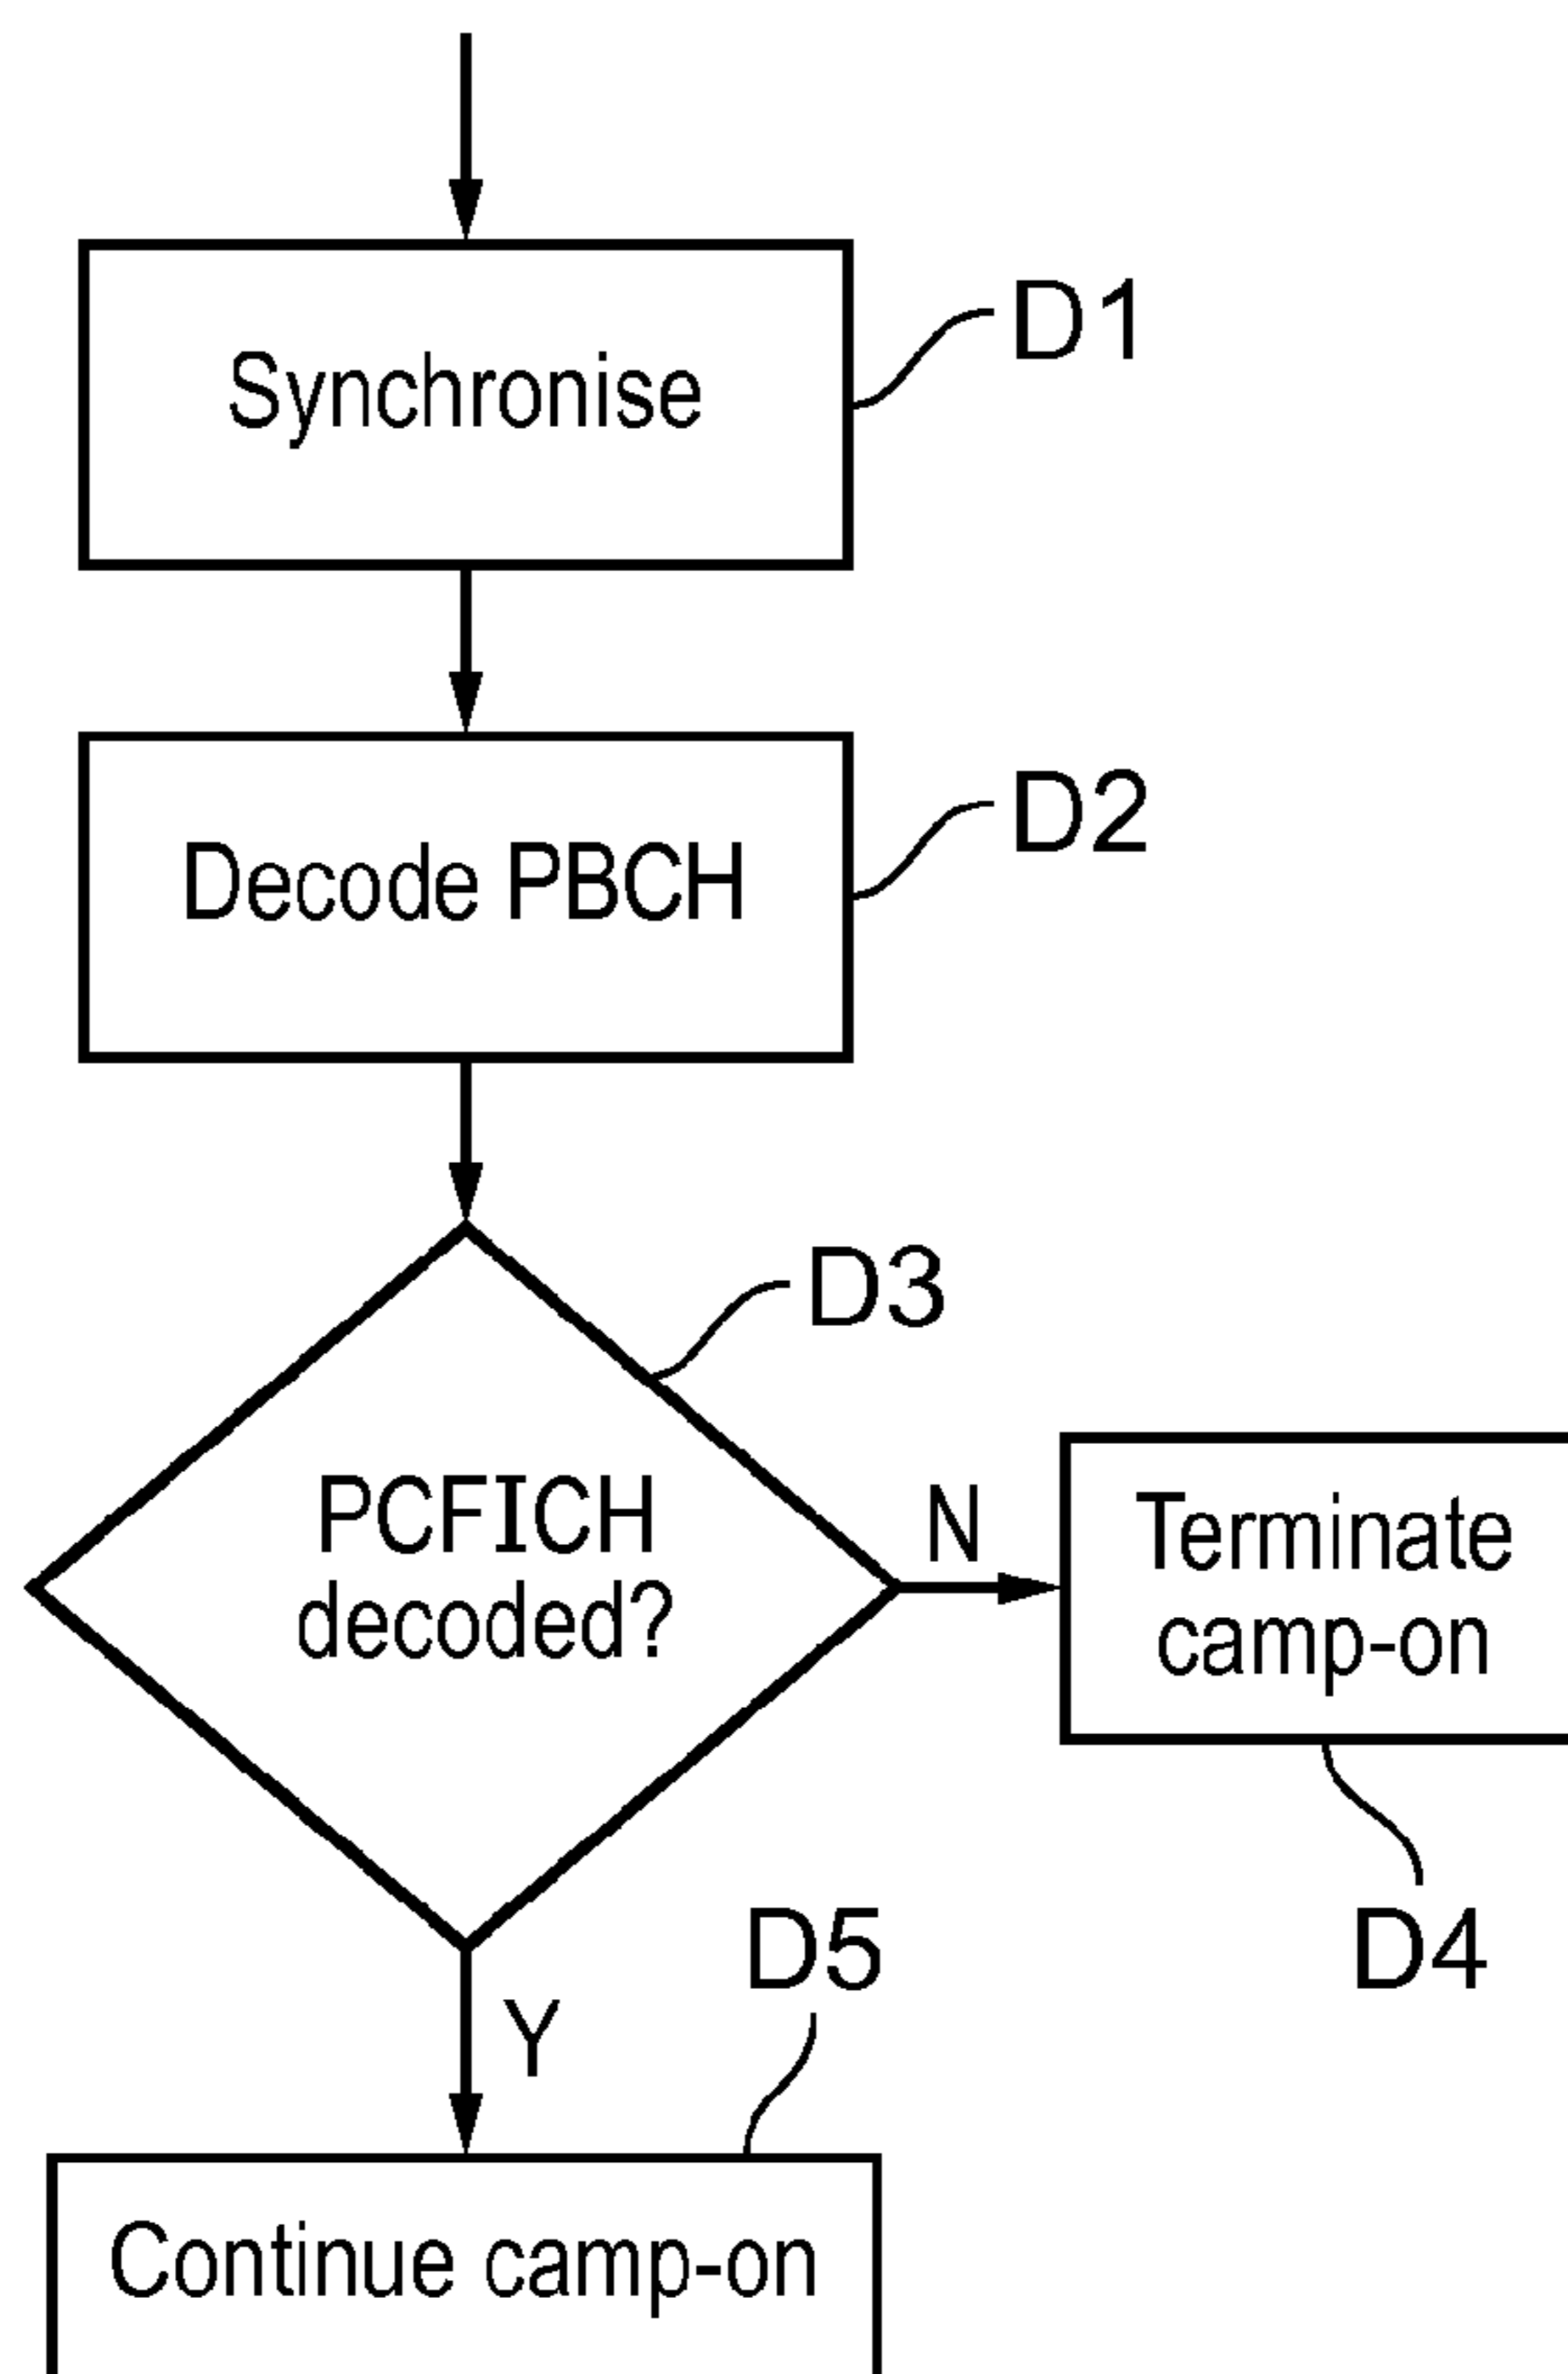 Synchronise
D1
Decode PBCH
D2
D3
PCFICH
decoded?
N
Terminate
camp-on
D4
D5
Y
Continue camp-on